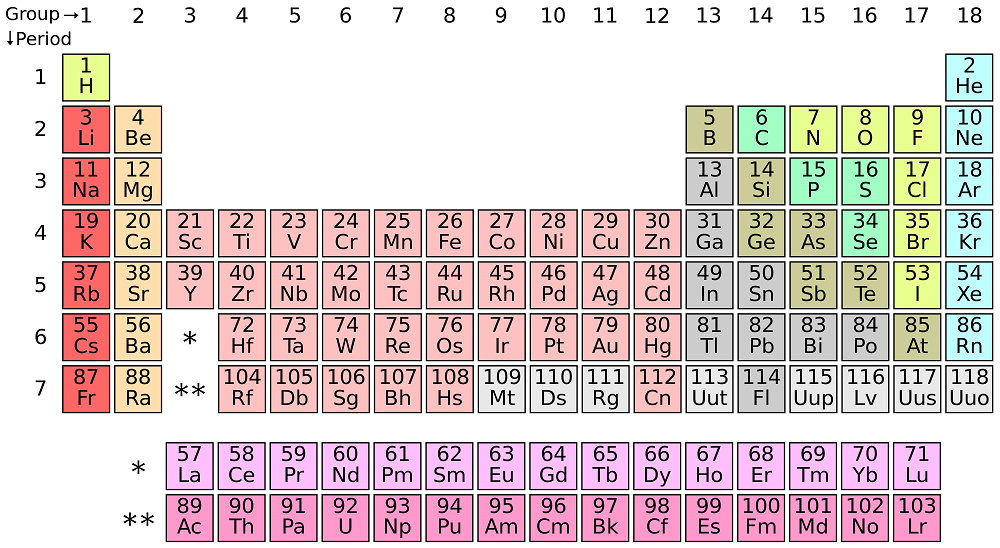 Group →1 2 3 4 5 6 7 8 9 10 11 12 13 14 15 16 17 18
↓Period
1 2
1 H He
3 4 5 6 7 8 9 10
2 Li Be B C N O F Ne
11 12 13 14 15 16 17 18
3 Na Mg Al Si P S Cl Ar
19 20 21 22 23 24 25 26 27 28 29 30 31 32 33 34 35 36
4 K Ca Sc Ti V Cr Mn Fe Co Ni Cu Zn Ga Ge As Se Br Kr
37 38 39 40 41 42 43 44 45 46 47 48 49 50 51 52 53 54
5 Rb Sr Y Zr Nb Mo Tc Ru Rh Pd Ag Cd In Sn Sb Te I Xe
55 56 72 73 74 75 76 77 78 79 80 81 82 83 84 85 86
6 Cs Ba * Hf Ta W Re Os Ir Pt Au Hg Tl Pb Bi Po At Rn
87 88 104 105 106 107 108 109 110 111 112 113 114 115 116 117 118
7 Fr Ra ** Rf Db Sg Bh Hs Mt Ds Rg Cn Uut Fl Uup Lv Uus Uuo
57 58 59 60 61 62 63 64 65 66 67 68 69 70 71
* La Ce Pr Nd Pm Sm Eu Gd Tb Dy Ho Er Tm Yb Lu
89 90 91 92 93 94 95 96 97 98 99 100 101 102 103
** Ac Th Pa U Np Pu Am Cm Bk Cf Es Fm Md No Lr